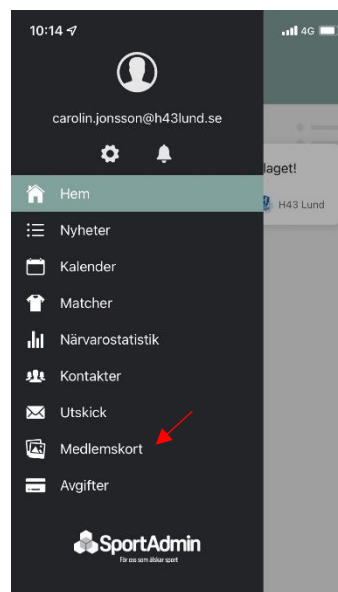 10:14
4G
carolin.jonsson@h43lund.se
laget!
Hem
H43 Lund
Nyheter
Kalender
Matcher
Närvarostatistik
Kontakter
Utskick
Medlemskort
Avgifter
SportAdmin
För oss som älskar sport